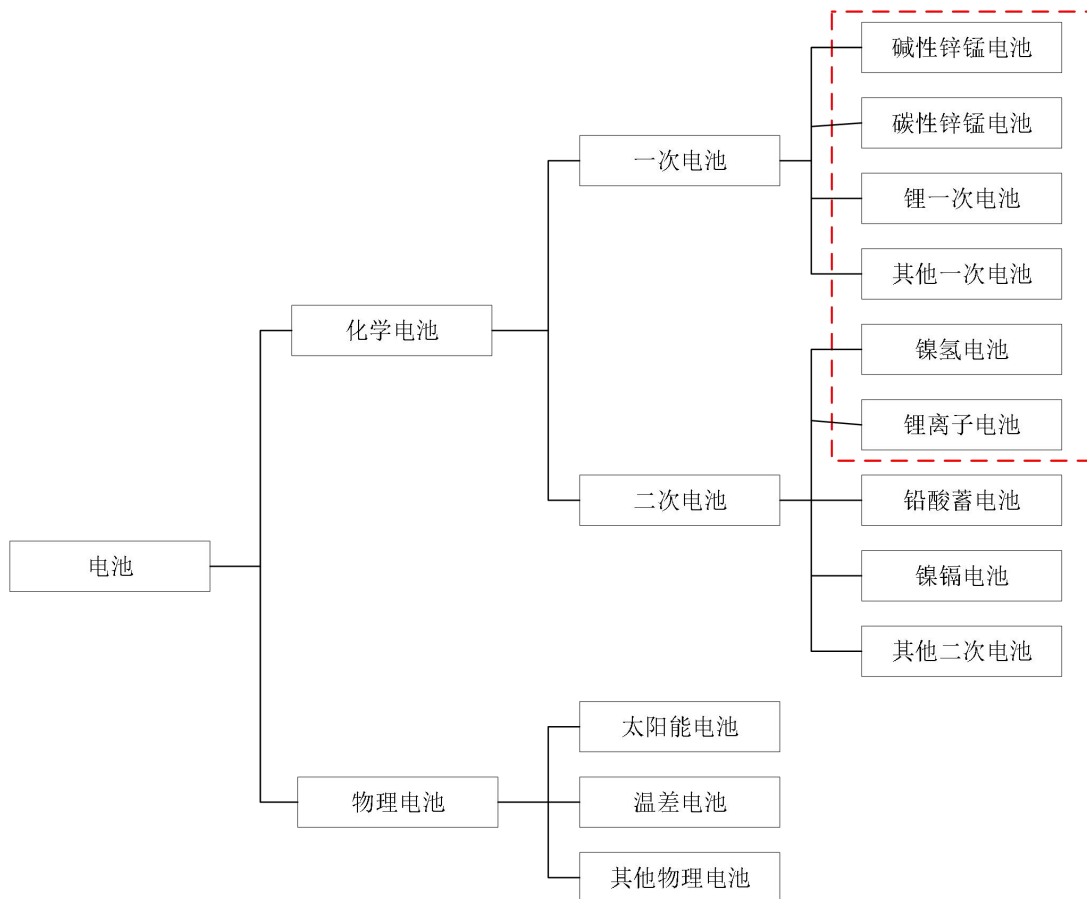 碱性锌锰电池
碳性锌锰电池
一次电池
锂一次电池
其他一次电池
化学电池
镍氢电池
锂离子电池
二次电池
铅酸蓄电池
电池
镍镉电池
其他二次电池
太阳能电池
物理电池
温差电池
其他物理电池